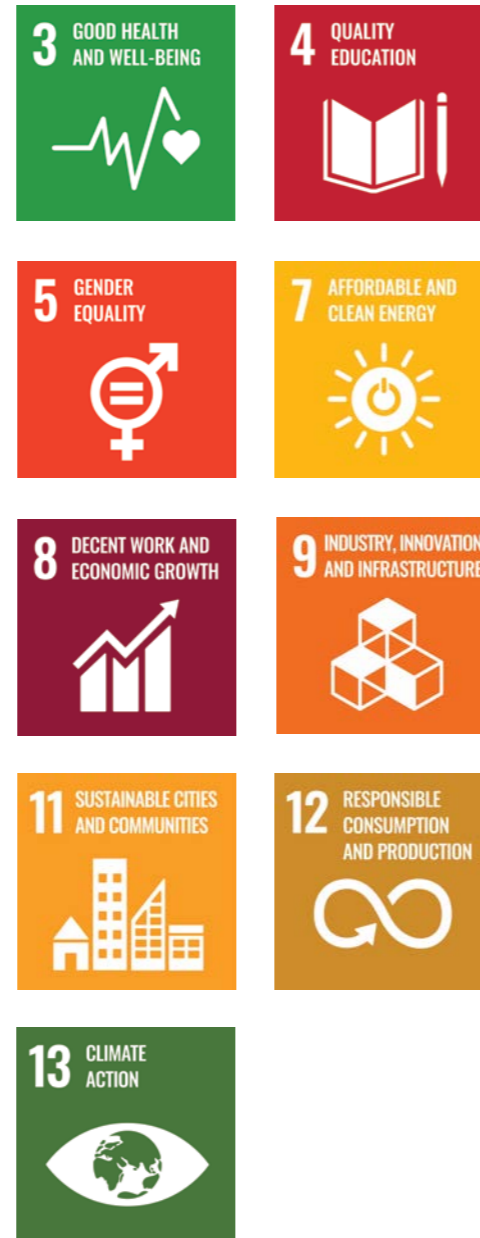 3 GOOD HEALTH
AND WELL-BEING
4 QUALITY
EDUCATION
5 GENDER
EQUALITY
7 AFFORDABLE AND
CLEAN ENERGY
8 DECENT WORK AND
ECONOMIC GROWTH
9 INDUSTRY, INNOVATION
AND INFRASTRUCTURE
11 SUSTAINABLE CITIES
AND COMMUNITIES
12 RESPONSIBLE
CONSUMPTION
AND PRODUCTION
13 CLIMATE
ACTION